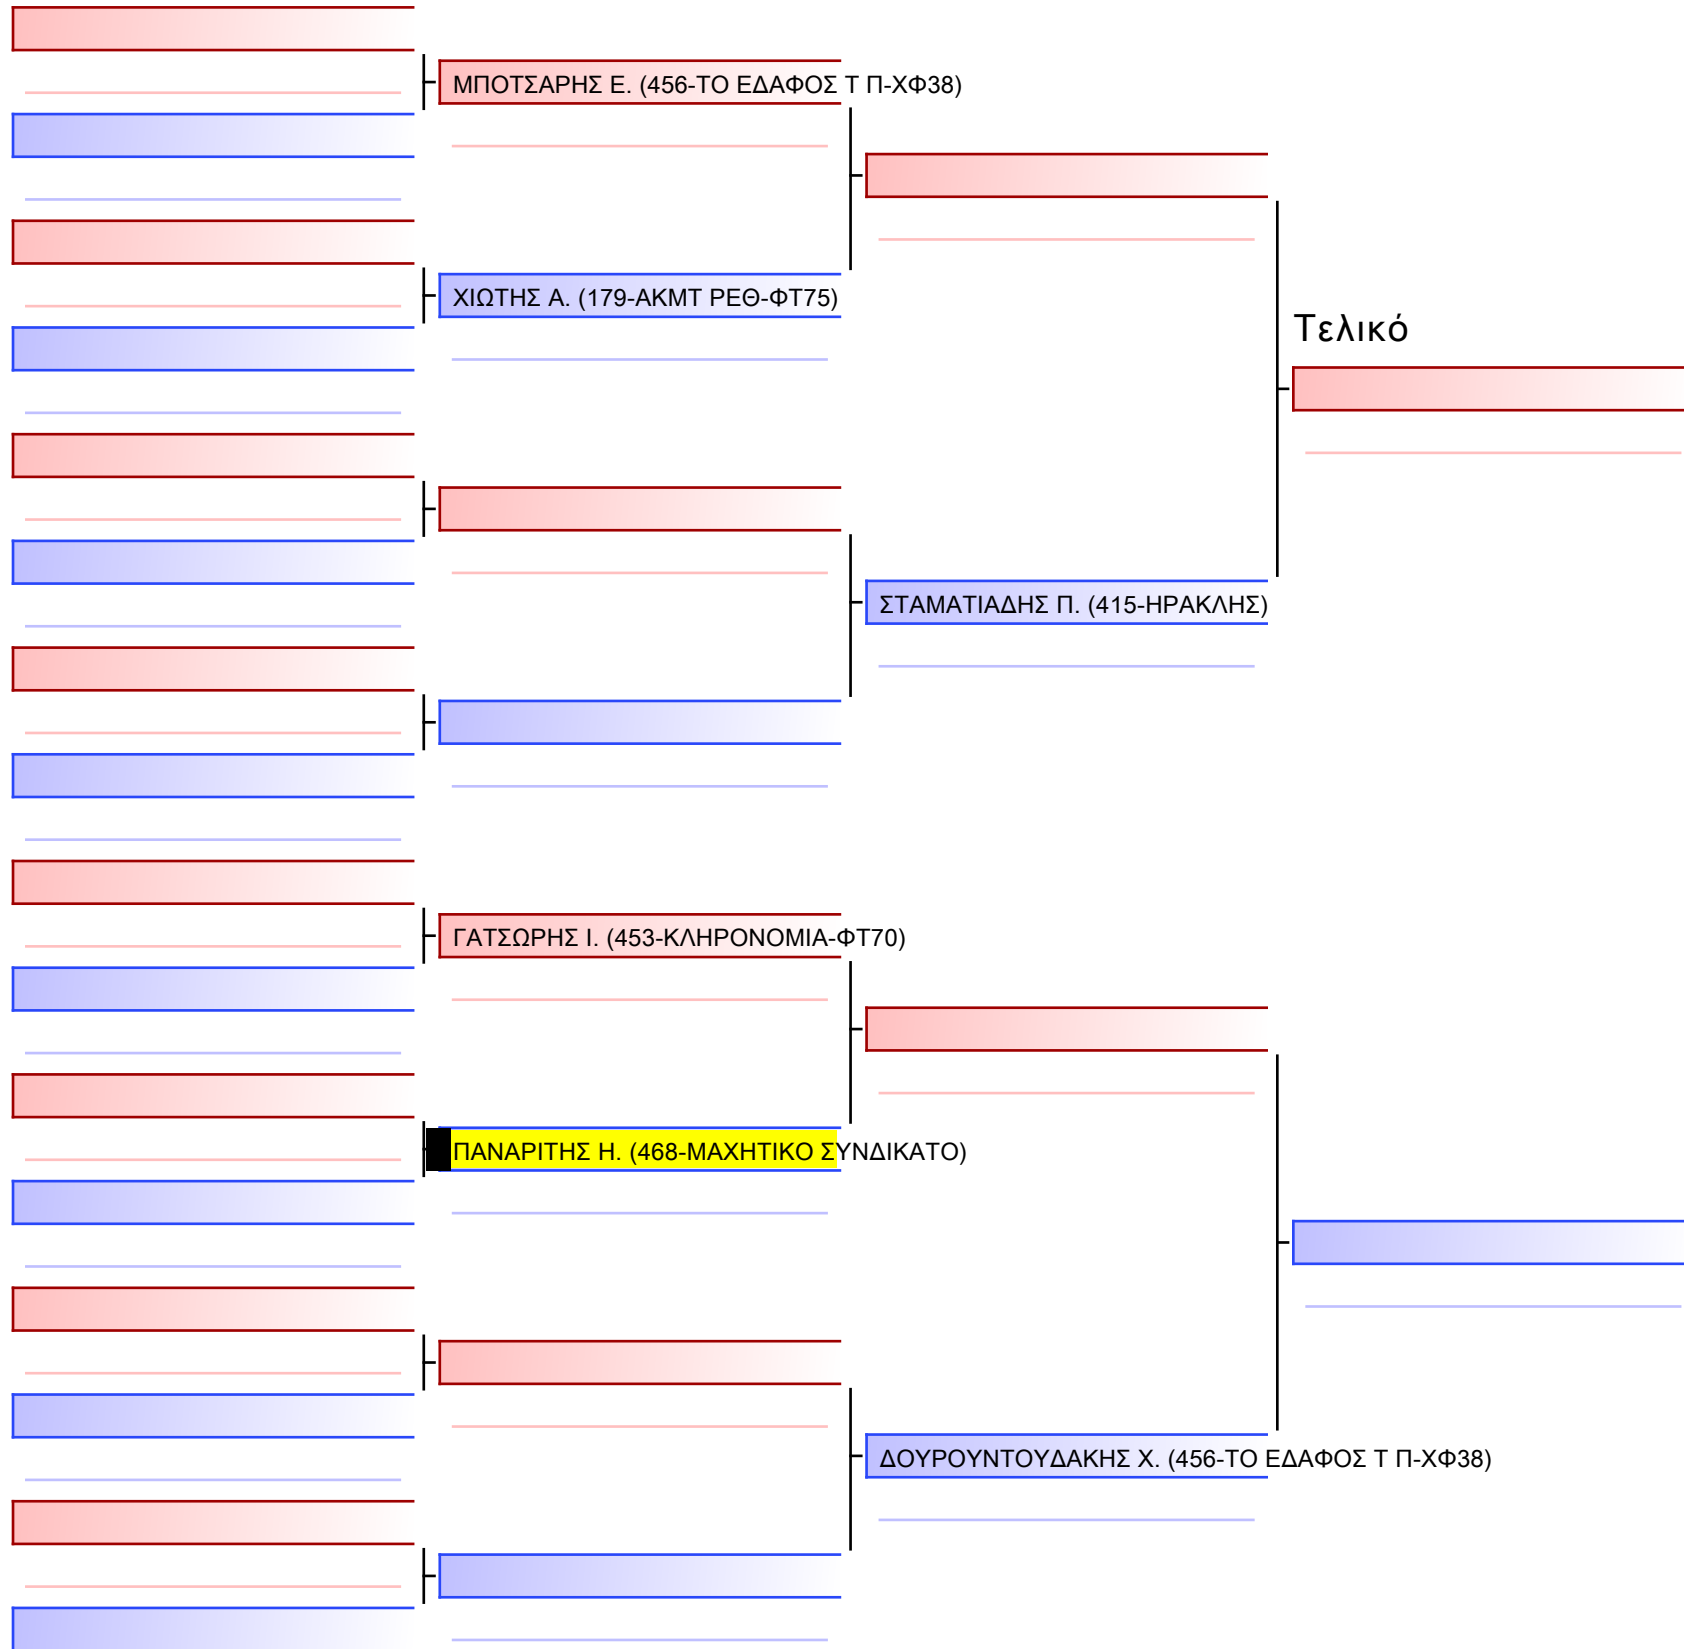 ΜΠΟΤΣΑΡΗΣ Ε. (456-ΤΟ ΕΔΑΦΟΣ Τ Π-ΧΦ38)
ΧΙΩΤΗΣ Α. (179-ΑΚΜΤ ΡΕΘ-ΦΤ75)
Τελικό
ΣΤΑΜΑΤΙΑΔΗΣ Π. (415-ΗΡΑΚΛΗΣ)
ΓΑΤΣΩΡΗΣ Ι. (453-ΚΛΗΡΟΝΟΜΙΑ-ΦΤ70)
ΠΑΝΑΡΙΤΗΣ Η. (468-ΜΑΧΗΤΙΚΟ ΣΥΝΔΙΚΑΤΟ)
ΔΟΥΡΟΥΝΤΟΥΔΑΚΗΣ Χ. (456-ΤΟ ΕΔΑΦΟΣ Τ Π-ΧΦ38)